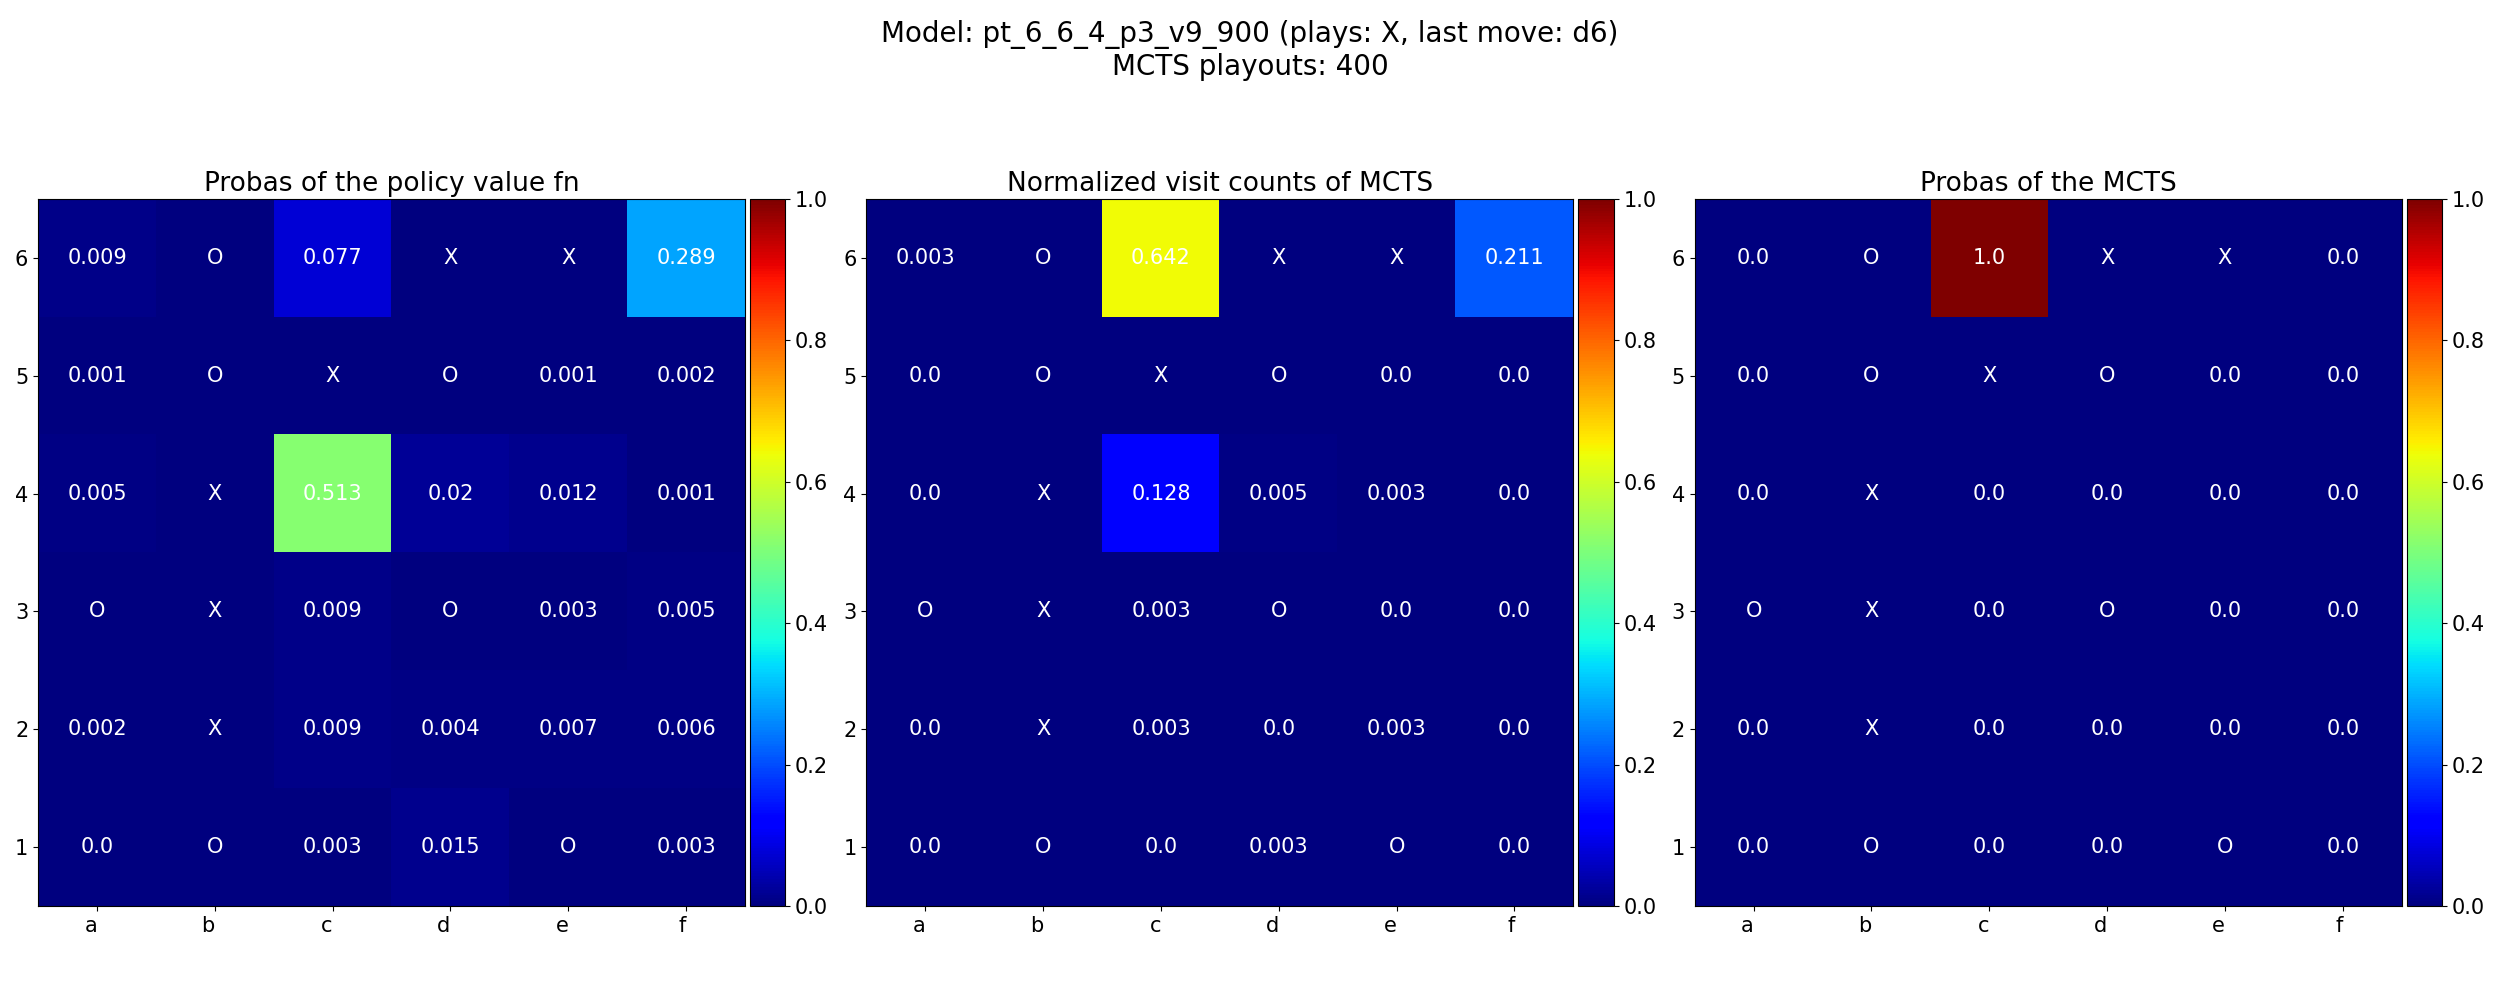 Model: pt_6_6_4_p3_v9_900 (plays: X, last move: d6)
MCTS playouts: 400
Probas of the policy value fn
6 0.009 O 0.077 X X 0.289
5 0.001 O X O 0.001 0.002
4 0.005 X 0.513 0.02 0.012 0.001
3 O X 0.009 O 0.003 0.005
2 0.002 X 0.009 0.004 0.007 0.006
1 0.0 O 0.003 0.015 O 0.003
a b c d e f
1.0
0.8
0.6
0.4
0.2
0.0
Normalized visit counts of MCTS
6 0.003 O 0.642 X X 0.211
5 0.0 O X O 0.0 0.0
4 0.0 X 0.128 0.005 0.003 0.0
3 O X 0.003 O 0.0 0.0
2 0.0 X 0.003 0.0 0.003 0.0
1 0.0 O 0.0 0.003 O 0.0
a b c d e f
1.0
0.8
0.6
0.4
0.2
0.0
Probas of the MCTS
6 0.0 O 1.0 X X 0.0
5 0.0 O X O 0.0 0.0
4 0.0 X 0.0 0.0 0.0 0.0
3 O X 0.0 O 0.0 0.0
2 0.0 X 0.0 0.0 0.0 0.0
1 0.0 O 0.0 0.0 O 0.0
a b c d e f
1.0
0.8
0.6
0.4
0.2
0.0